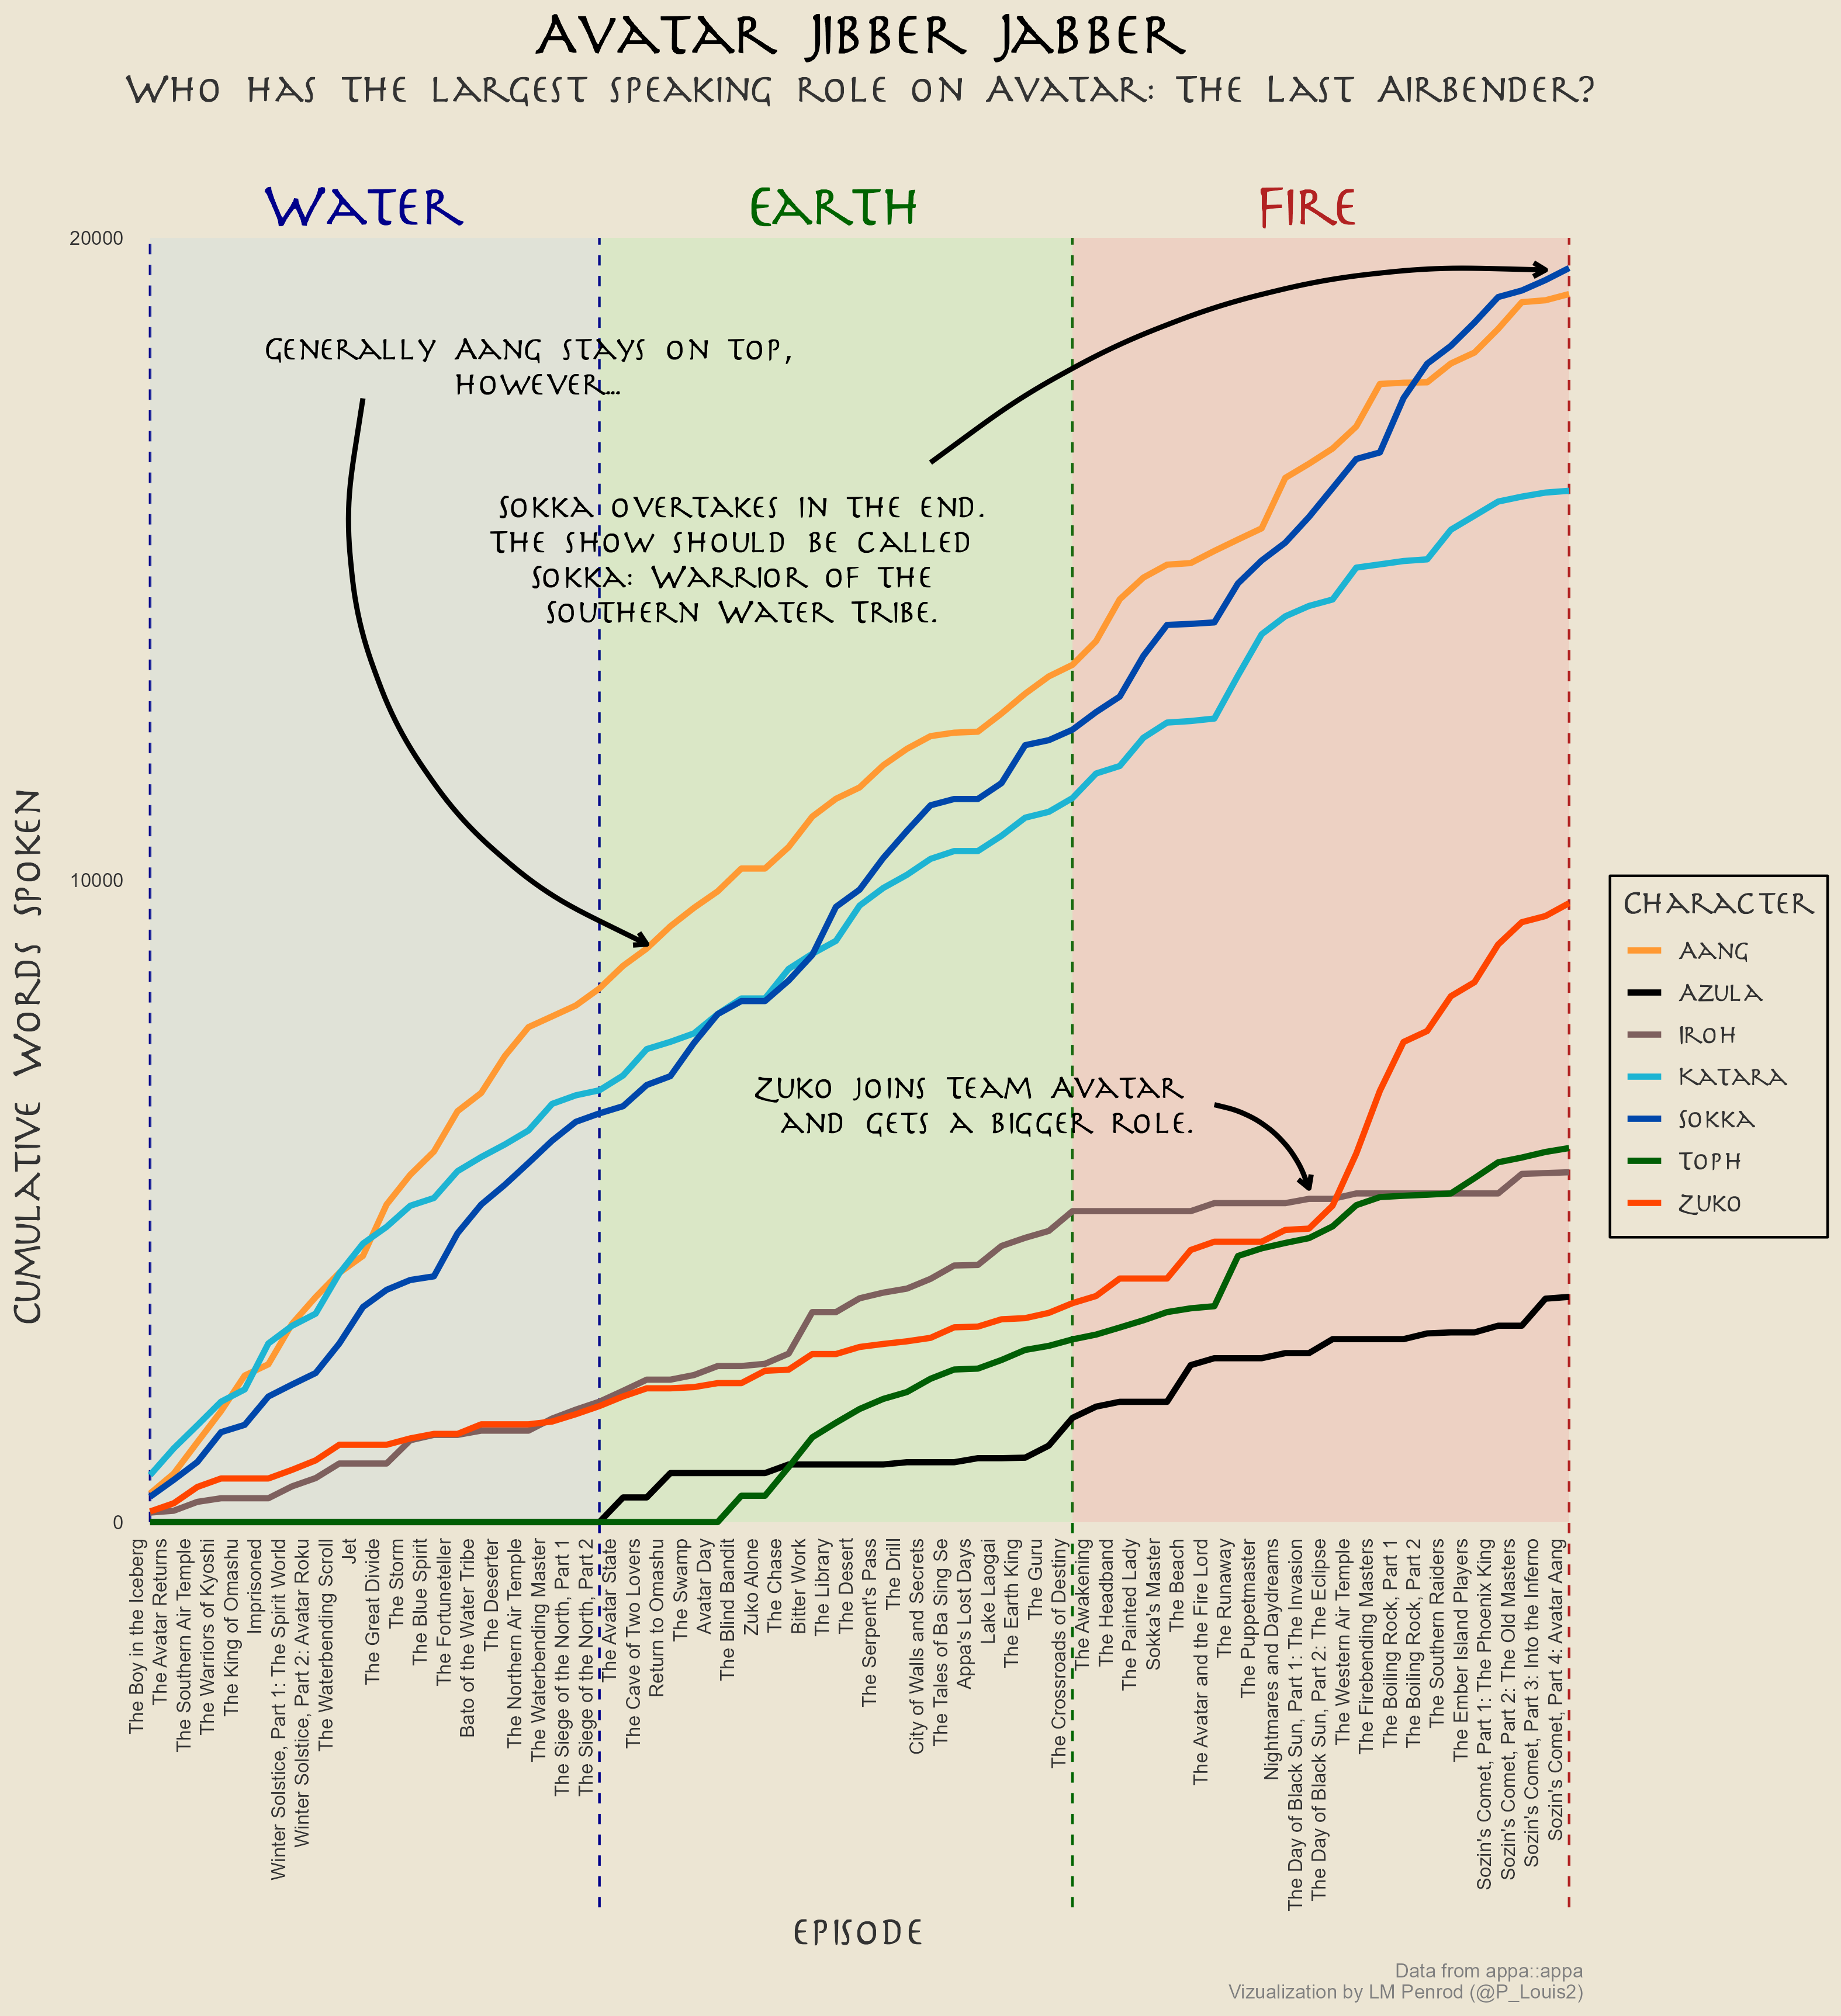 Avatar Jibber Jabber
Who has the largest speaking role on Avatar: The Last Airbender?
Water
Earth
Fire
20000
10000
0
Cumulative Words Spoken
Generally Aang stays on top,
however...
Sokka overtakes in the end.
The show should be called
Sokka: Warrior of the
Southern Water Tribe.
Zuko joins Team Avatar
and gets a bigger role.
Character
Aang
Azula
Iroh
Katara
Sokka
Toph
Zuko
The Boy in the Iceberg
The Avatar Returns
The Southern Air Temple
The Warriors of Kyoshi
The King of Omashu
Imprisoned
Winter Solstice, Part 1: The Spirit World
Winter Solstice, Part 2: Avatar Roku
The Waterbending Scroll
Jet
The Great Divide
The Storm
The Blue Spirit
The Fortuneteller
Bato of the Water Tribe
The Deserter
The Northern Air Temple
The Waterbending Master
The Siege of the North, Part 1
The Siege of the North, Part 2
The Avatar State
The Cave of Two Lovers
Return to Omashu
The Swamp
Avatar Day
The Blind Bandit
Zuko Alone
The Chase
Bitter Work
The Library
The Desert
The Serpent's Pass
The Drill
City of Walls and Secrets
The Tales of Ba Sing Se
Appa's Lost Days
Lake Laogai
The Earth King
The Guru
The Crossroads of Destiny
The Awakening
The Headband
The Painted Lady
Sokka's Master
The Beach
The Avatar and the Fire Lord
The Runaway
The Puppetmaster
Nightmares and Daydreams
The Day of Black Sun, Part 1: The Invasion
The Day of Black Sun, Part 2: The Eclipse
The Western Air Temple
The Firebending Masters
The Boiling Rock, Part 1
The Boiling Rock, Part 2
The Southern Raiders
The Ember Island Players
Sozin's Comet, Part 1: The Phoenix King
Sozin's Comet, Part 2: The Old Masters
Sozin's Comet, Part 3: Into the Inferno
Sozin's Comet, Part 4: Avatar Aang
Episode
Data from appa::appa
Vizualization by LM Penrod (@P_Louis2)